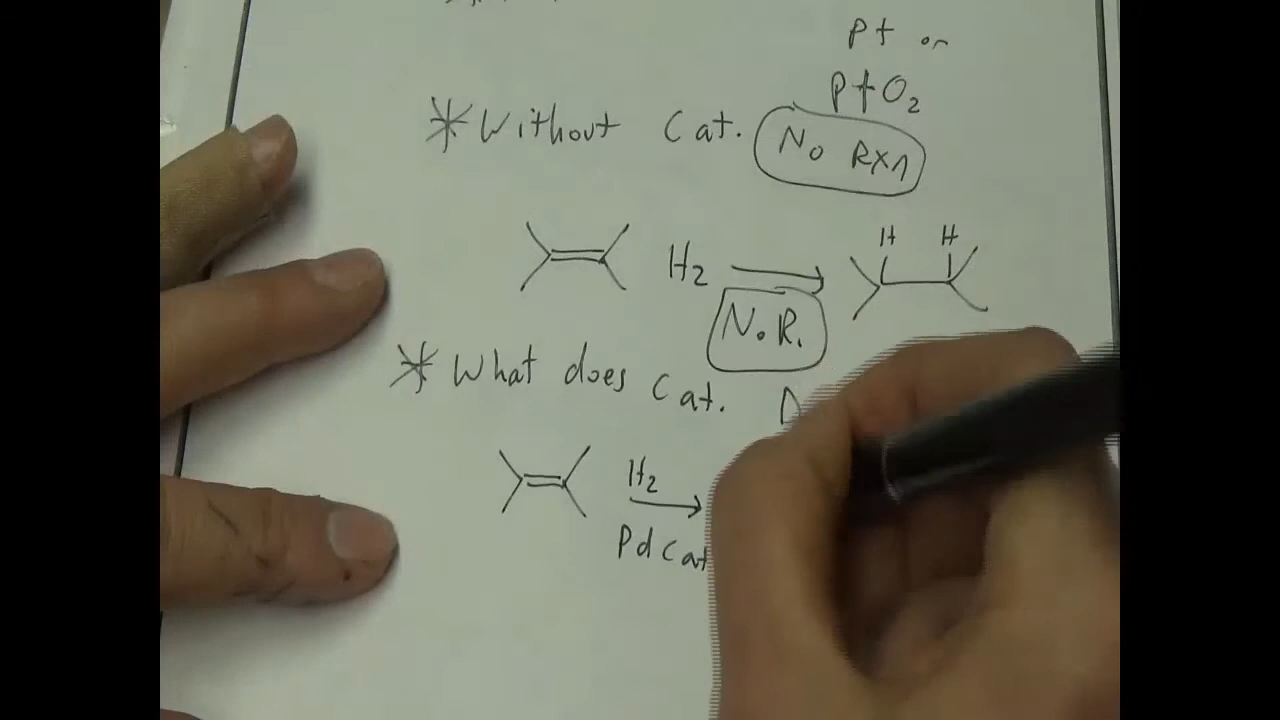 Pt or
PtO2
*Without Cat. No Rxn
H H
H2
N.R.
*What does Cat. D
H2
Pd Cat